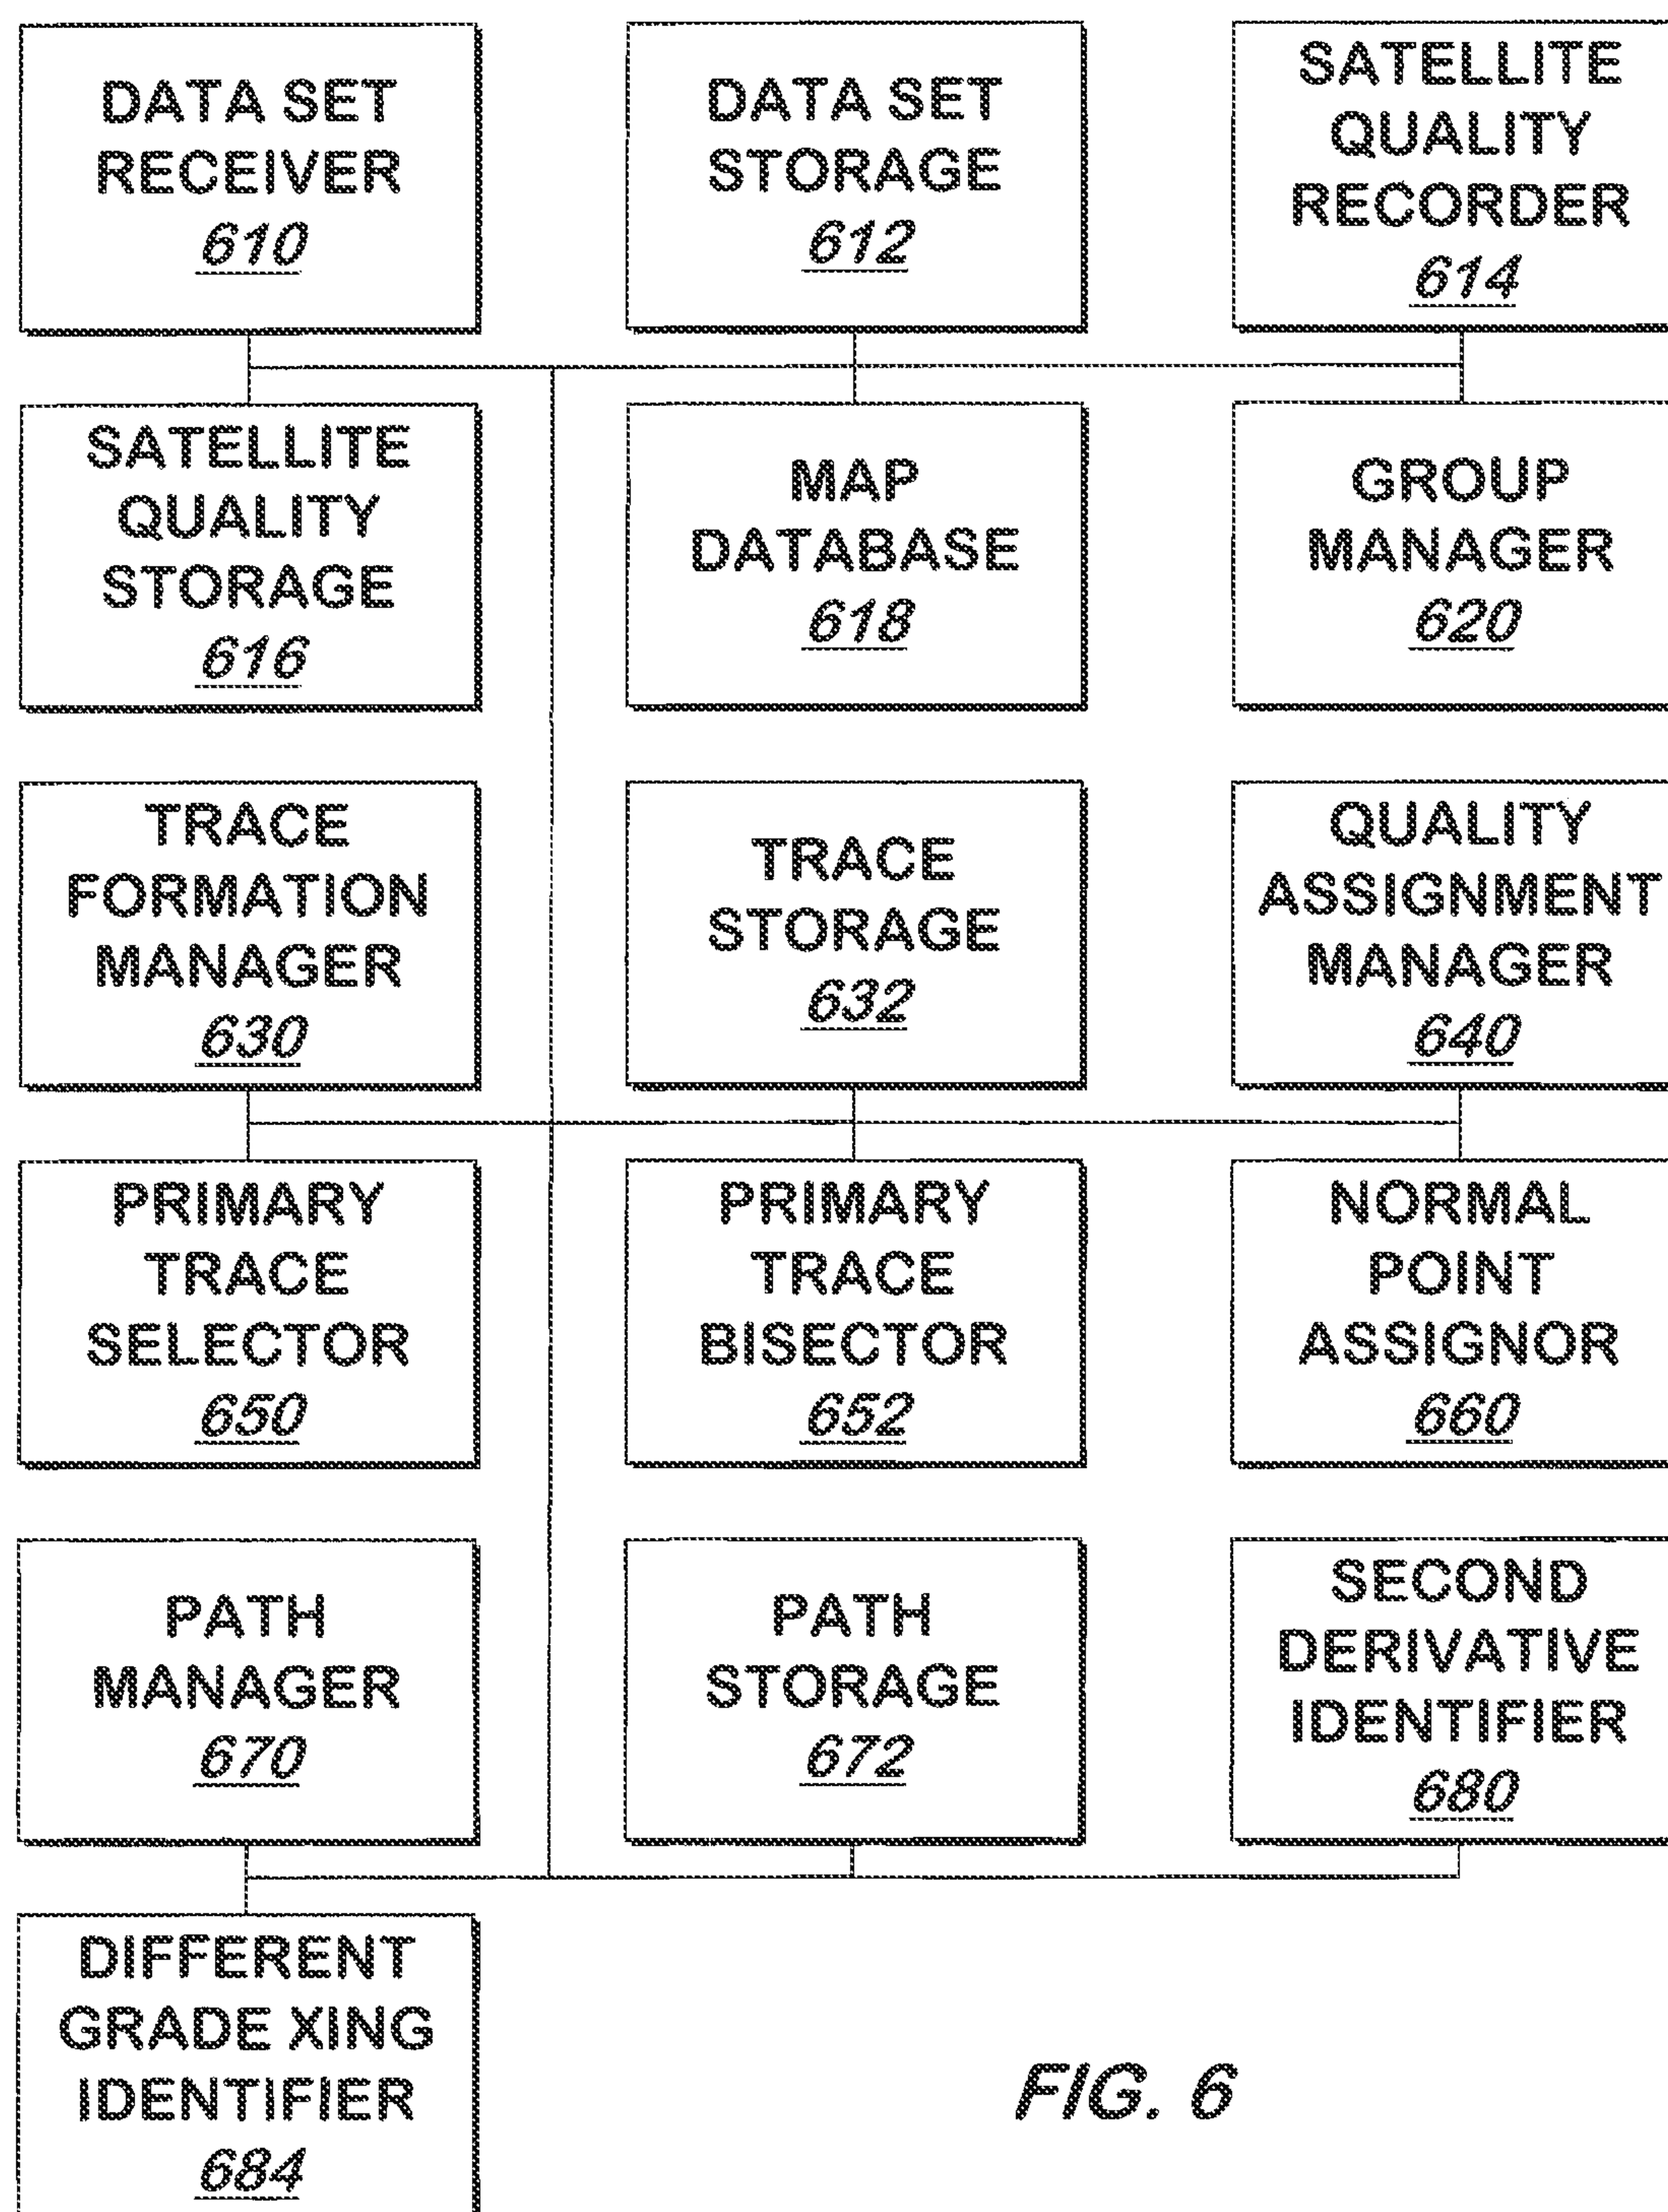 DATA SET
RECEIVER
610
DATA SET
STORAGE
612
SATELLITE
QUALITY
RECORDER
614
SATELLITE
QUALITY
STORAGE
616
MAP
DATABASE
618
GROUP
MANAGER
620
TRACE
FORMATION
MANAGER
630
TRACE
STORAGE
632
QUALITY
ASSIGNMENT
MANAGER
640
PRIMARY
TRACE
SELECTOR
650
PRIMARY
TRACE
BISECTOR
652
NORMAL
POINT
ASSIGNOR
660
PATH
MANAGER
670
PATH
STORAGE
672
SECOND
DERIVATIVE
IDENTIFIER
680
DIFFERENT
GRADE XING
IDENTIFIER
684
FIG. 6